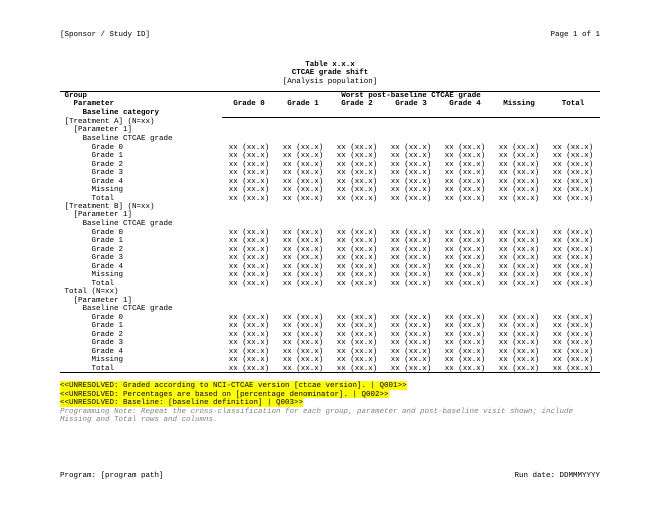 [Sponsor / Study ID] Page 1 of 1
Table x.x.x
CTCAE grade shift
[Analysis population]
Group Worst post-baseline CTCAE grade
Parameter Grade 0 Grade 1 Grade 2 Grade 3 Grade 4 Missing Total
Baseline category
[Treatment A] (N=xx)
[Parameter 1]
Baseline CTCAE grade
Grade 0 xx (xx.x) xx (xx.x) xx (xx.x) xx (xx.x) xx (xx.x) xx (xx.x) xx (xx.x)
Grade 1 xx (xx.x) xx (xx.x) xx (xx.x) xx (xx.x) xx (xx.x) xx (xx.x) xx (xx.x)
Grade 2 xx (xx.x) xx (xx.x) xx (xx.x) xx (xx.x) xx (xx.x) xx (xx.x) xx (xx.x)
Grade 3 xx (xx.x) xx (xx.x) xx (xx.x) xx (xx.x) xx (xx.x) xx (xx.x) xx (xx.x)
Grade 4 xx (xx.x) xx (xx.x) xx (xx.x) xx (xx.x) xx (xx.x) xx (xx.x) xx (xx.x)
Missing xx (xx.x) xx (xx.x) xx (xx.x) xx (xx.x) xx (xx.x) xx (xx.x) xx (xx.x)
Total xx (xx.x) xx (xx.x) xx (xx.x) xx (xx.x) xx (xx.x) xx (xx.x) xx (xx.x)
[Treatment B] (N=xx)
[Parameter 1]
Baseline CTCAE grade
Grade 0 xx (xx.x) xx (xx.x) xx (xx.x) xx (xx.x) xx (xx.x) xx (xx.x) xx (xx.x)
Grade 1 xx (xx.x) xx (xx.x) xx (xx.x) xx (xx.x) xx (xx.x) xx (xx.x) xx (xx.x)
Grade 2 xx (xx.x) xx (xx.x) xx (xx.x) xx (xx.x) xx (xx.x) xx (xx.x) xx (xx.x)
Grade 3 xx (xx.x) xx (xx.x) xx (xx.x) xx (xx.x) xx (xx.x) xx (xx.x) xx (xx.x)
Grade 4 xx (xx.x) xx (xx.x) xx (xx.x) xx (xx.x) xx (xx.x) xx (xx.x) xx (xx.x)
Missing xx (xx.x) xx (xx.x) xx (xx.x) xx (xx.x) xx (xx.x) xx (xx.x) xx (xx.x)
Total xx (xx.x) xx (xx.x) xx (xx.x) xx (xx.x) xx (xx.x) xx (xx.x) xx (xx.x)
Total (N=xx)
[Parameter 1]
Baseline CTCAE grade
Grade 0 xx (xx.x) xx (xx.x) xx (xx.x) xx (xx.x) xx (xx.x) xx (xx.x) xx (xx.x)
Grade 1 xx (xx.x) xx (xx.x) xx (xx.x) xx (xx.x) xx (xx.x) xx (xx.x) xx (xx.x)
Grade 2 xx (xx.x) xx (xx.x) xx (xx.x) xx (xx.x) xx (xx.x) xx (xx.x) xx (xx.x)
Grade 3 xx (xx.x) xx (xx.x) xx (xx.x) xx (xx.x) xx (xx.x) xx (xx.x) xx (xx.x)
Grade 4 xx (xx.x) xx (xx.x) xx (xx.x) xx (xx.x) xx (xx.x) xx (xx.x) xx (xx.x)
Missing xx (xx.x) xx (xx.x) xx (xx.x) xx (xx.x) xx (xx.x) xx (xx.x) xx (xx.x)
Total xx (xx.x) xx (xx.x) xx (xx.x) xx (xx.x) xx (xx.x) xx (xx.x) xx (xx.x)
<<UNRESOLVED: Graded according to NCI-CTCAE version [ctcae version]. | Q001>>
<<UNRESOLVED: Percentages are based on [percentage denominator]. | Q002>>
<<UNRESOLVED: Baseline: [baseline definition] | Q003>>
Programming Note: Repeat the cross-classification for each group, parameter and post-baseline visit shown; include
Missing and Total rows and columns.
Program: [program path] Run date: DDMMMYYYY